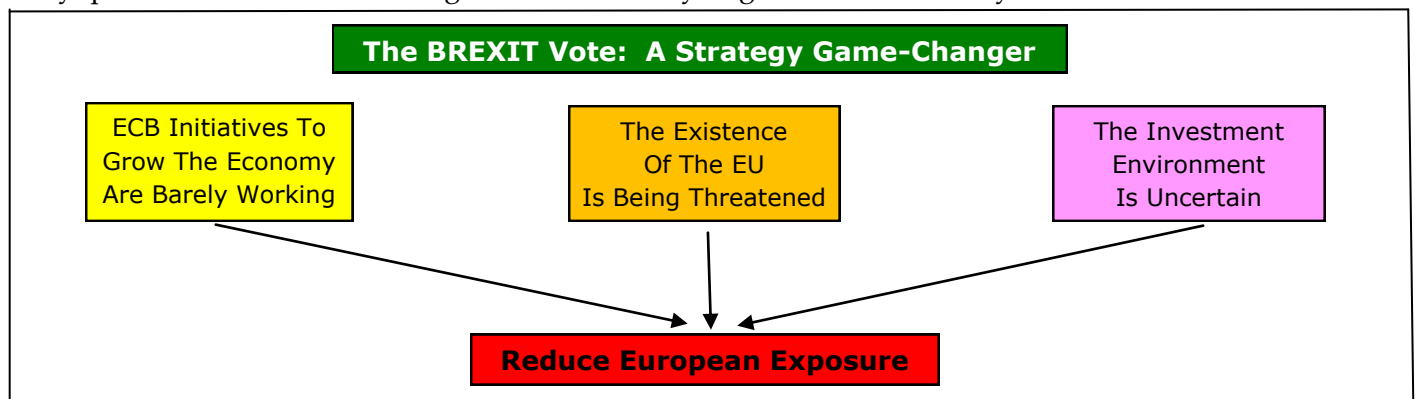 The BREXIT Vote: A Strategy Game-Changer
ECB Initiatives To
Grow The Economy
Are Barely Working
The Existence
Of The EU
Is Being Threatened
The Investment
Environment
Is Uncertain
Reduce European Exposure